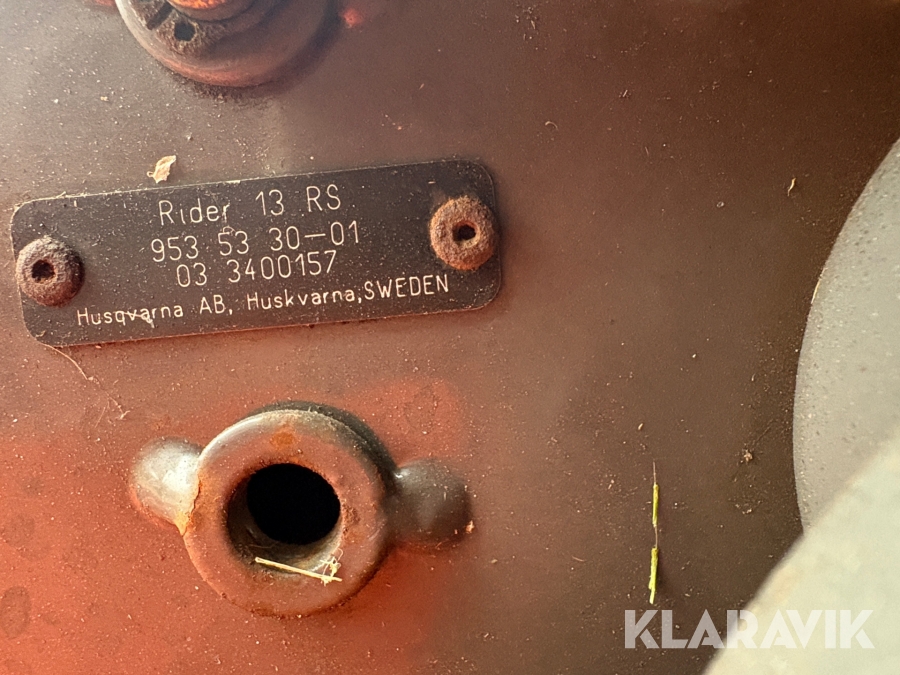 Rider 13 RS
953 53 30-01
03 3400157
Husqvarna AB, Huskvarna, SWEDEN
KLARAVIK